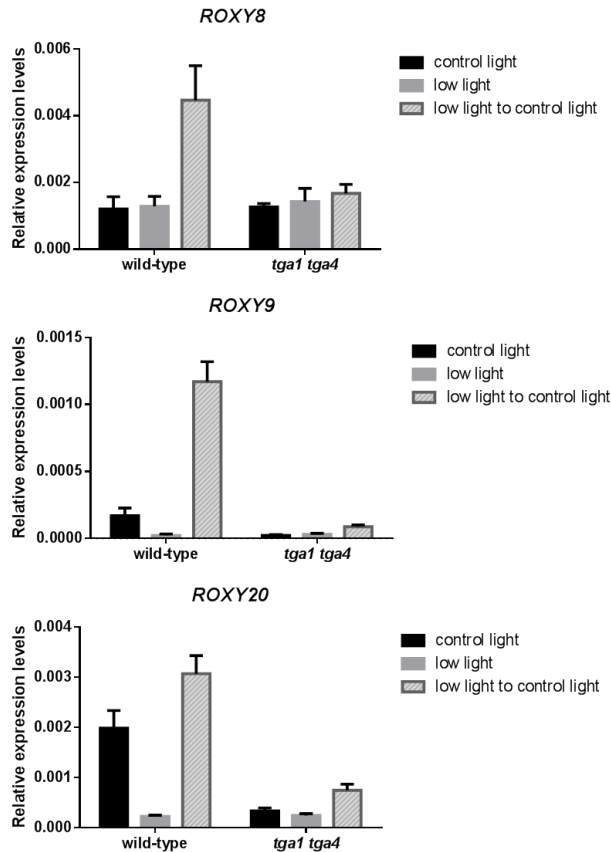 ROXY8
Relative expression levels
0.006
0.004
0.002
0.000
wild-type
tga1 tga4
control light
low light
low light to control light
ROXY9
Relative expression levels
0.0015
0.0010
0.0005
0.0000
wild-type
tga1 tga4
control light
low light
low light to control light
ROXY20
Relative expression levels
0.004
0.003
0.002
0.001
0.000
wild-type
tga1 tga4
control light
low light
low light to control light